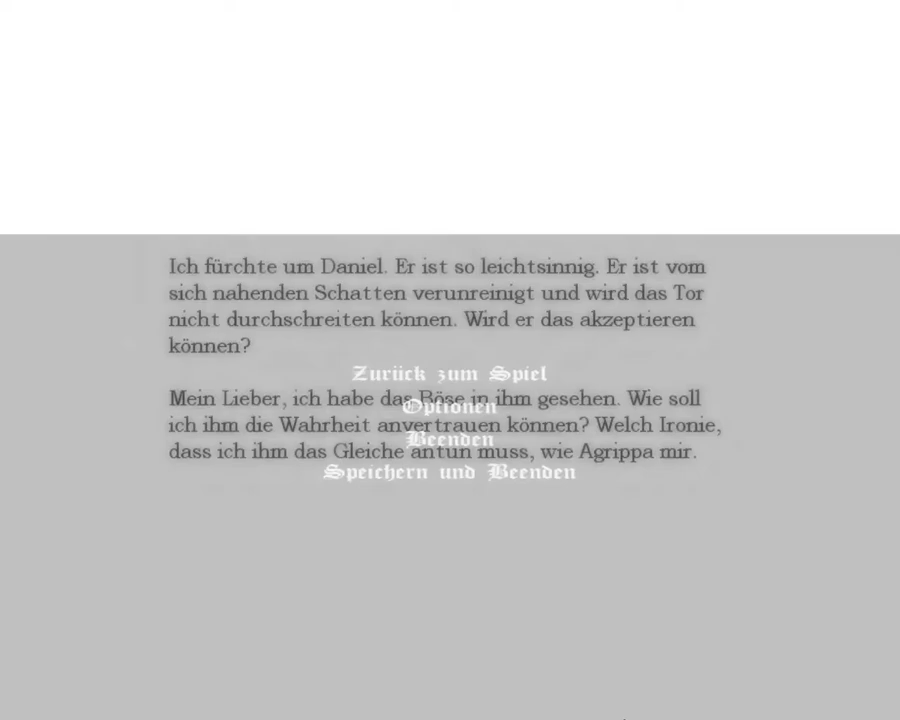 Ich fürchte um Daniel. Er ist so leichtsinnig. Er ist vom
sich nahenden Schatten verunreinigt und wird das Tor
nicht durchschreiten können. Wird er das akzeptieren
können?
Zurück zum Spiel
Mein Lieber, ich habe das Böse in ihm gesehen. Wie soll
Optionen
ich ihm die Wahrheit anvertrauen können? Welch Ironie,
Beenden
dass ich ihm das Gleiche antun muss, wie Agrippa mir.
Speichern und Beenden